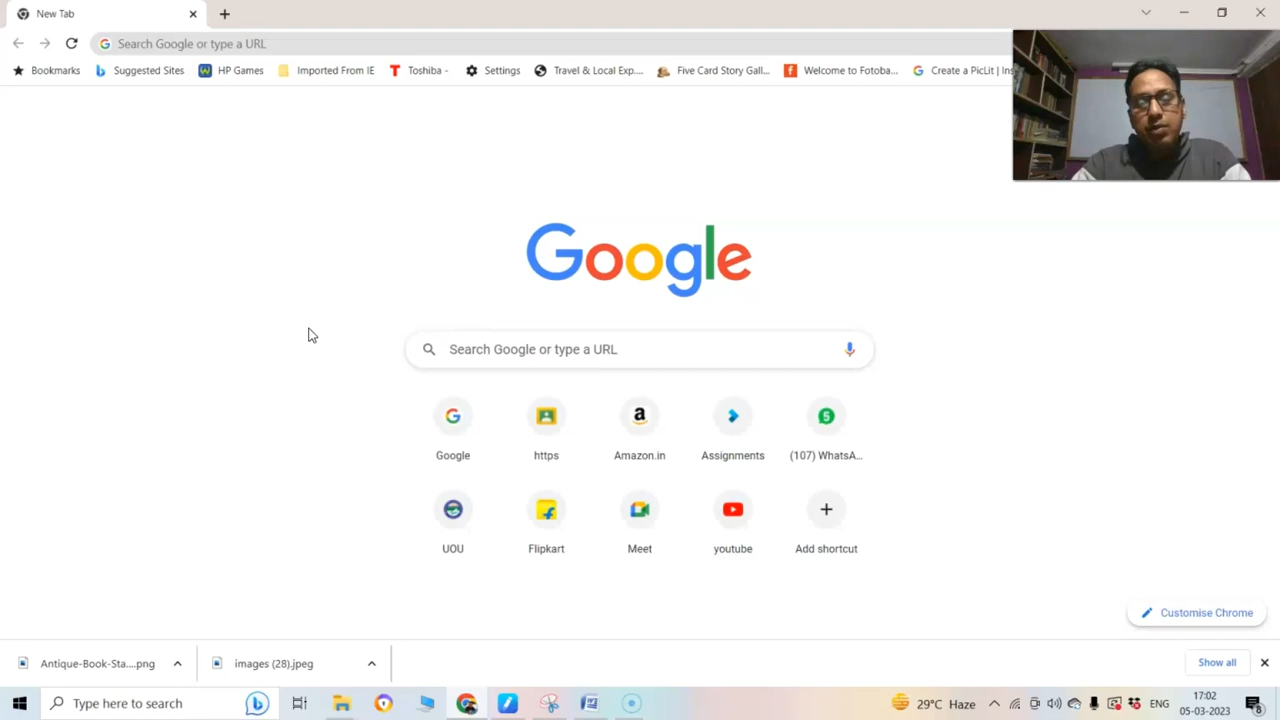 New Tab
Search Google or type a URL
Bookmarks Suggested Sites HP Games Imported From IE Toshiba - Settings Travel & Local Exp.... Five Card Story Gall... Welcome to Fotoba... Create a PicLit | Ins
Google
Search Google or type a URL
Google https Amazon.in Assignments (107) WhatsA...
UOU Flipkart Meet youtube Add shortcut
Customise Chrome
Antique-Book-Sta....png images (28).jpeg Show all
Type here to search 29°C Haze ENG 17:02
05-03-2023 8